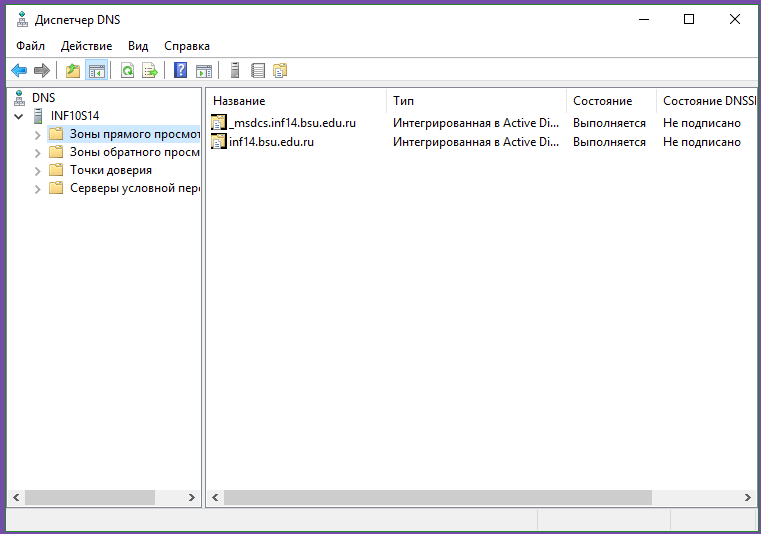 Диспетчер DNS
Файл Действие Вид Справка
DNS
INF10S14
Зоны прямого просмот
Зоны обратного просм
Точки доверия
Серверы условной пере
Название Тип Состояние Состояние DNSSE
_msdcs.inf14.bsu.edu.ru Интегрированная в Active Di... Выполняется Не подписано
inf14.bsu.edu.ru Интегрированная в Active Di... Выполняется Не подписано